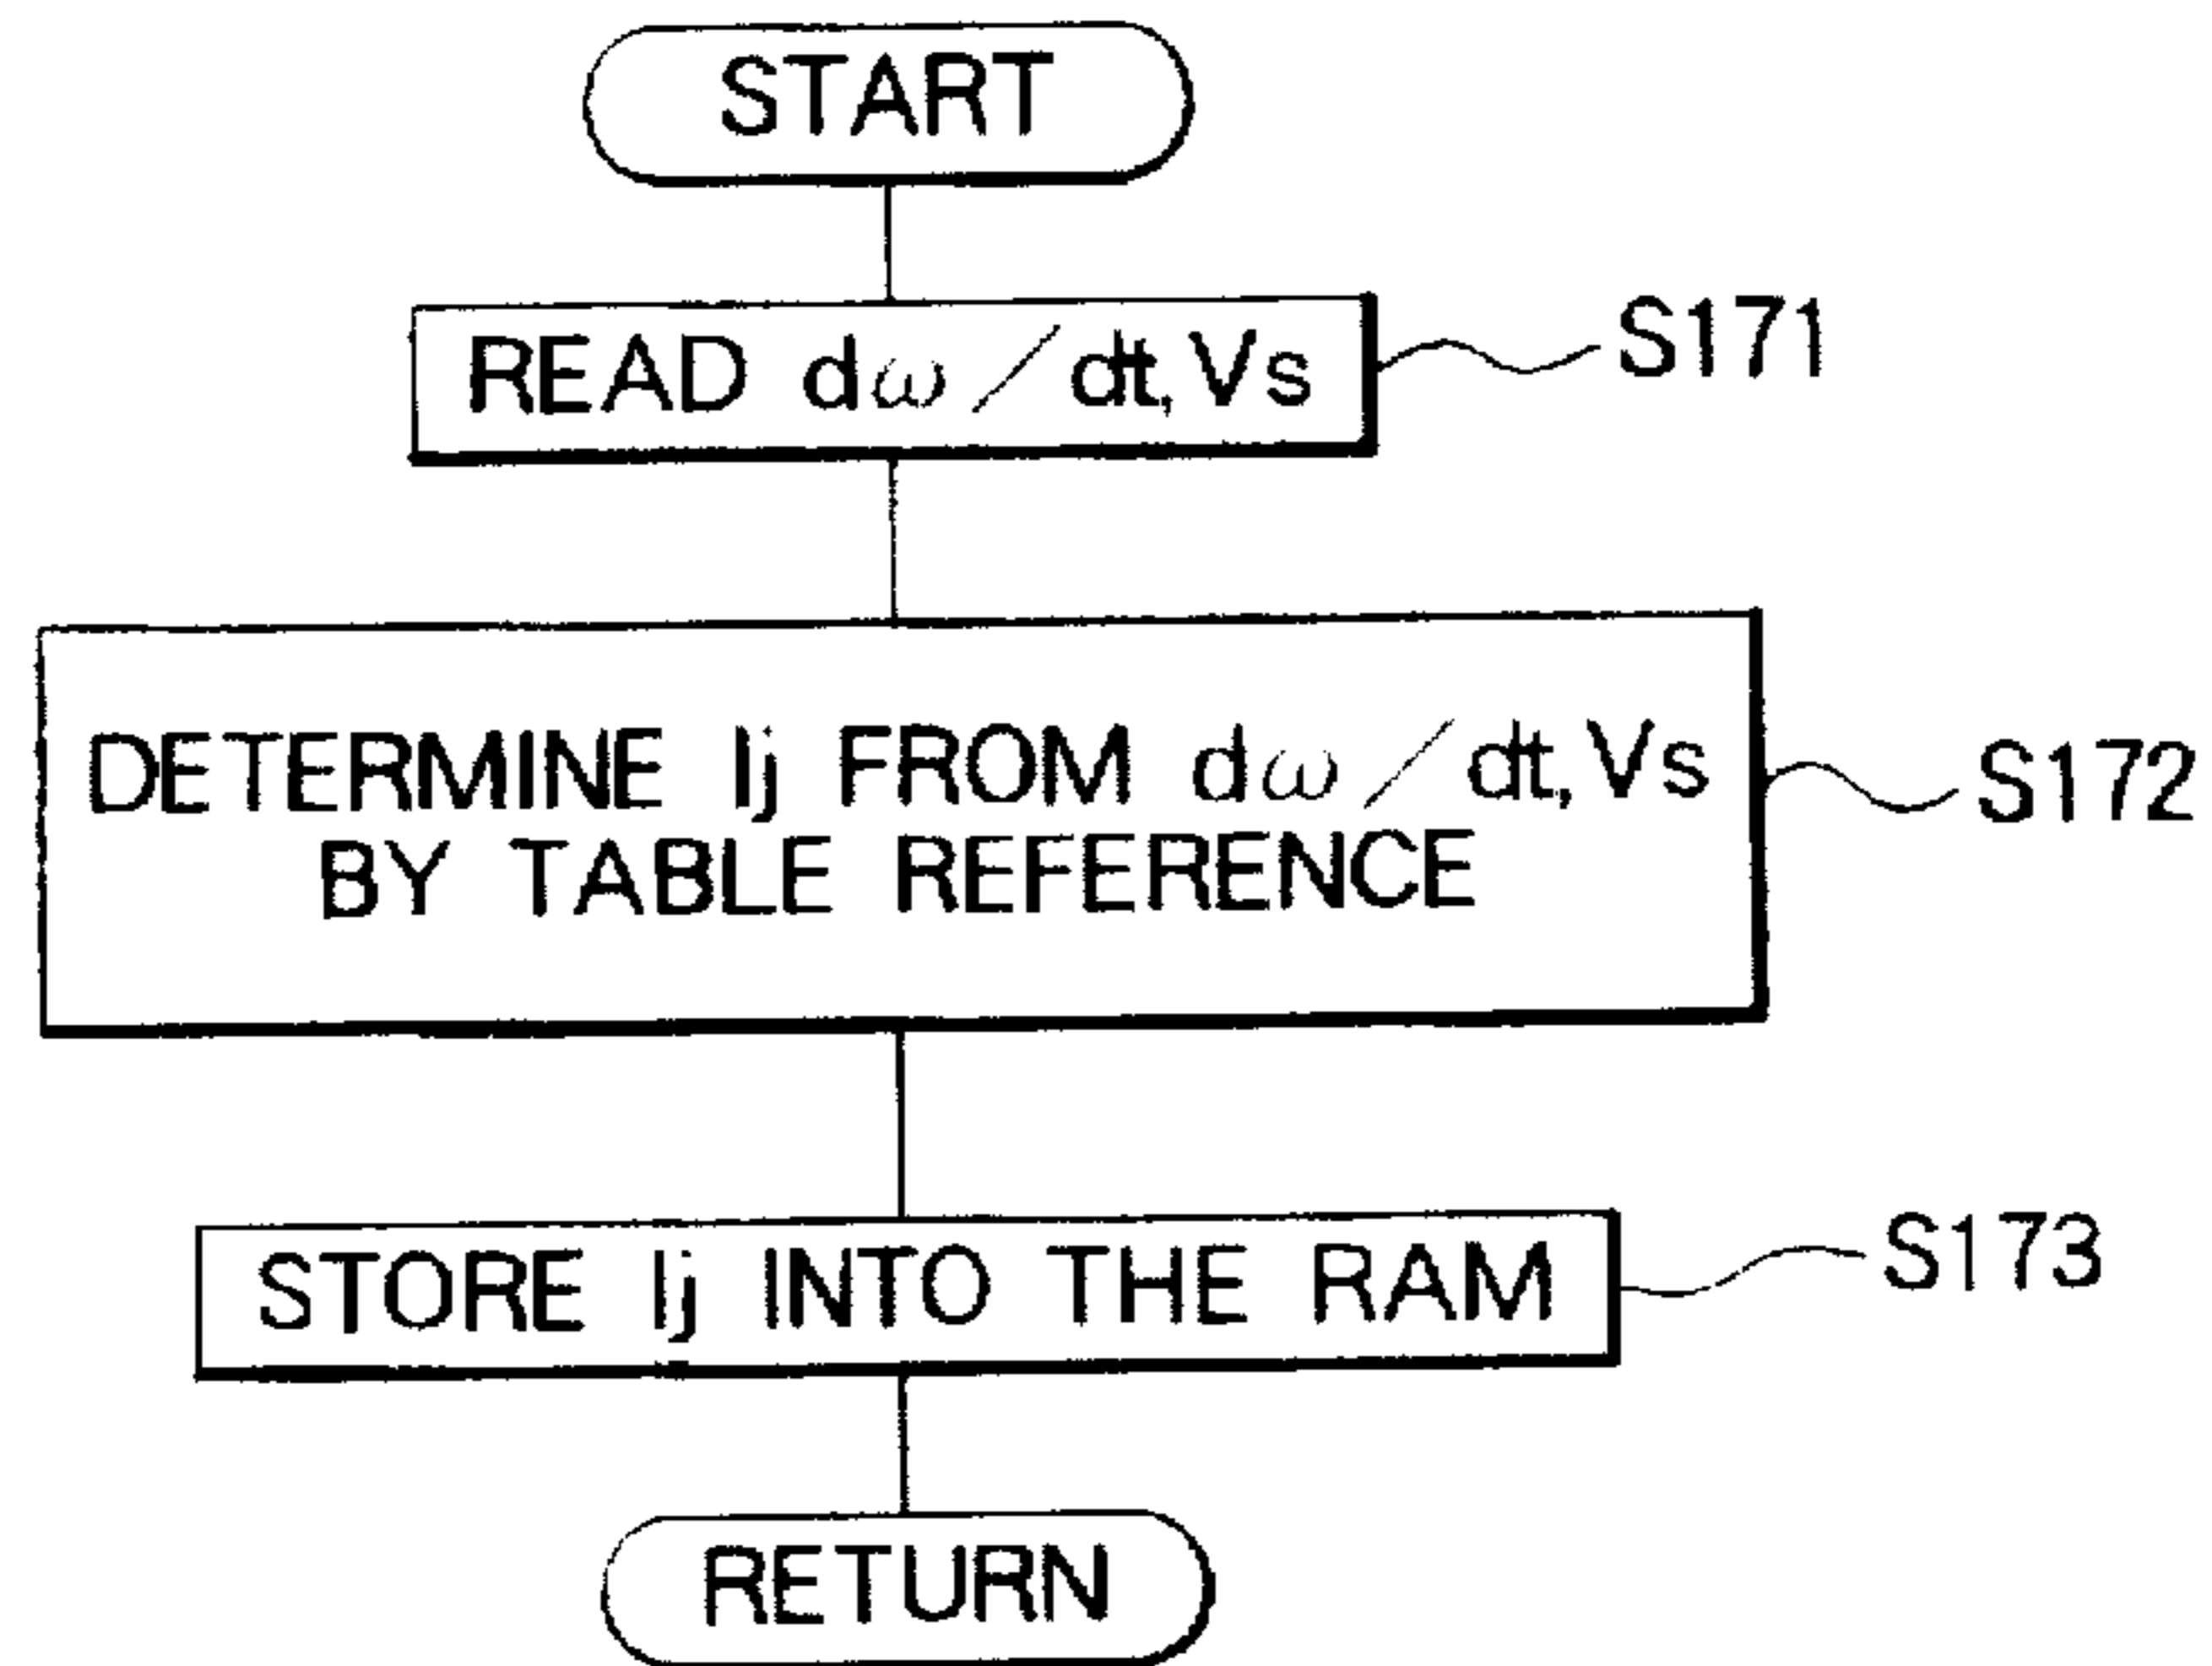 START
READ dω/dt,Vs
S171
DETERMINE Ij FROM dω/dt,Vs
BY TABLE REFERENCE
S172
STORE Ij INTO THE RAM
S173
RETURN